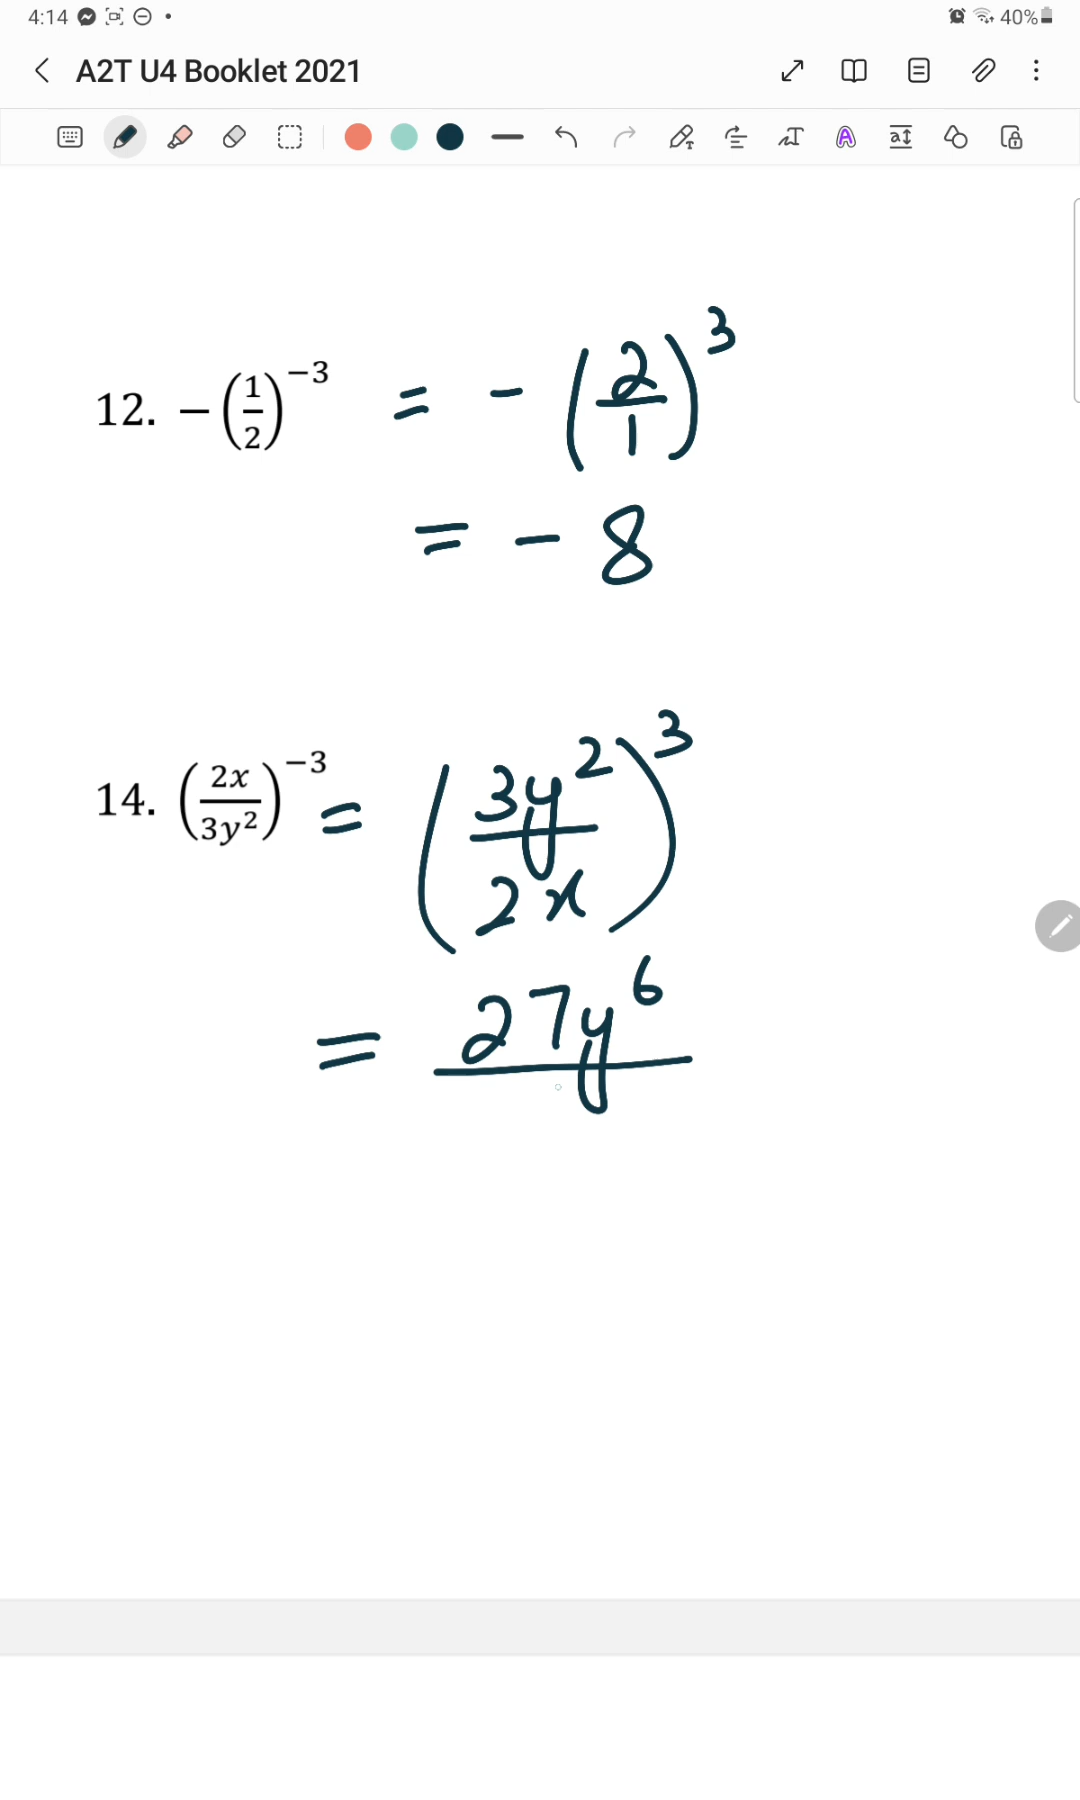 4:14 40%
A2T U4 Booklet 2021
12. −(1/2)^−3 = −(2/1)^3
= −8
14. (2x/3y²)^−3 = (3y²/2x)^3
= 27y⁶/